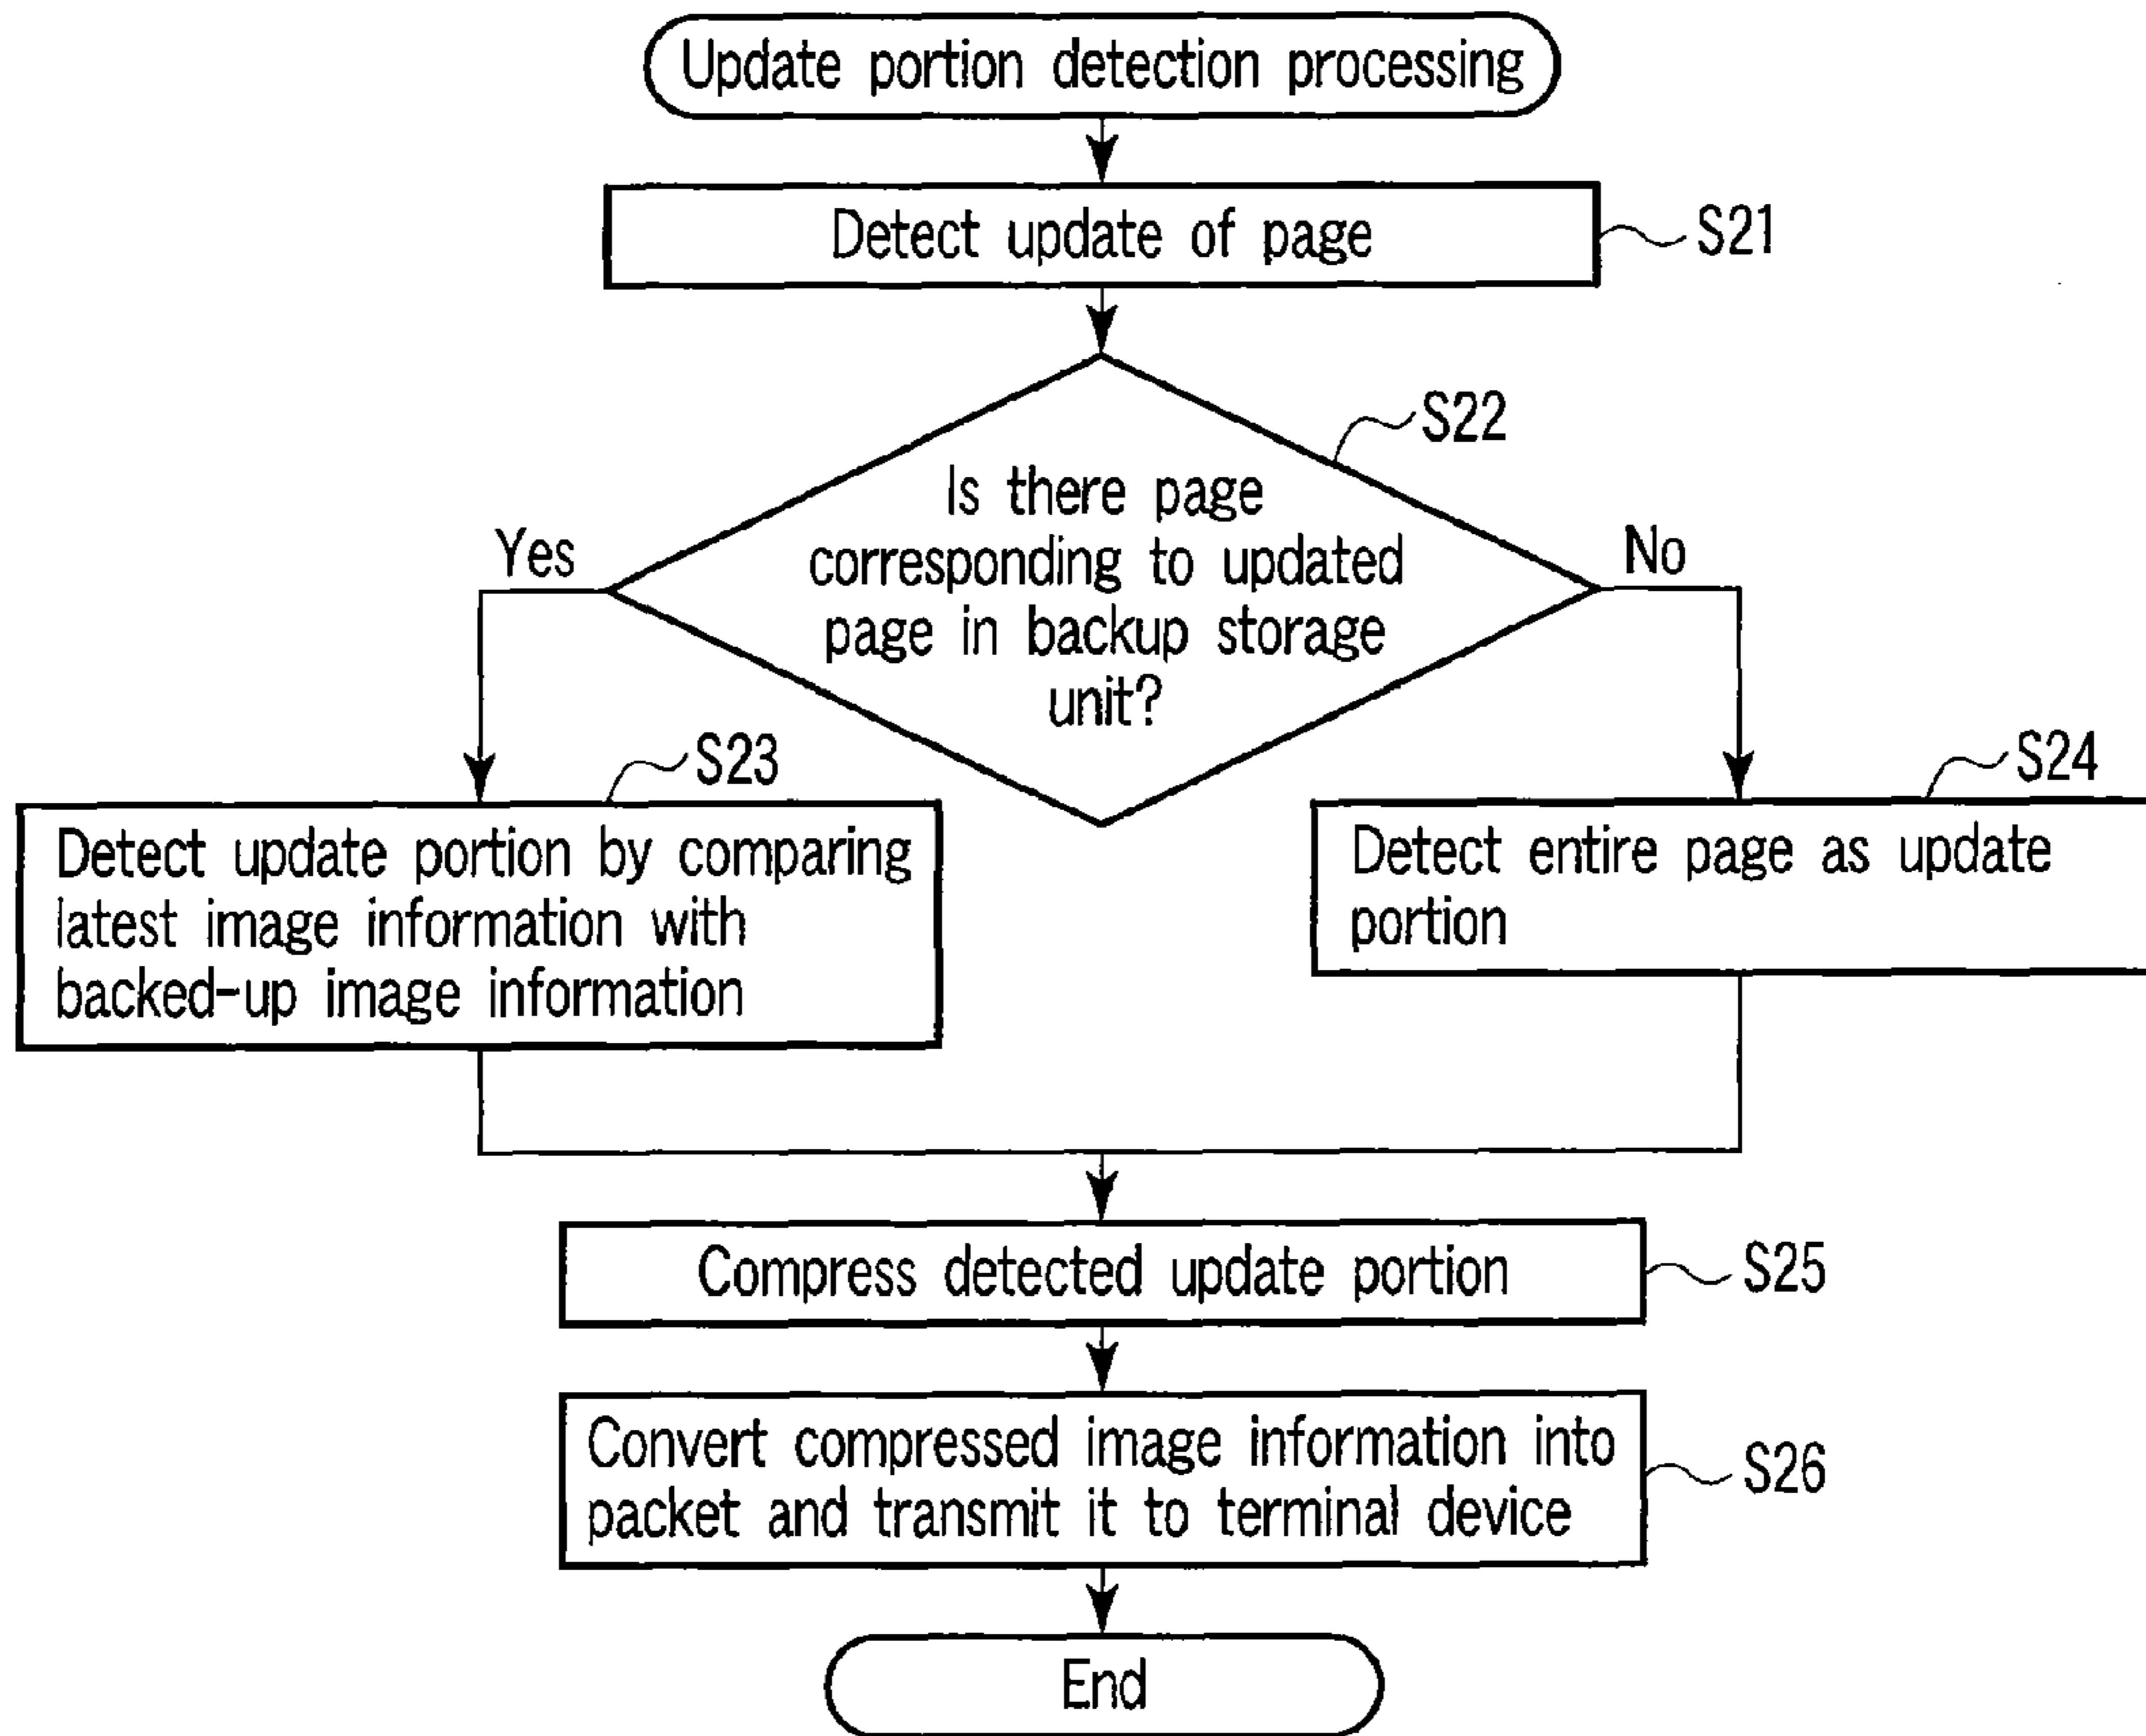 Update portion detection processing
Detect update of page
S21
S22
Is there page
corresponding to updated
page in backup storage
unit?
Yes
No
S23
Detect update portion by comparing
latest image information with
backed-up image information
S24
Detect entire page as update
portion
Compress detected update portion
S25
Convert compressed image information into
packet and transmit it to terminal device
S26
End